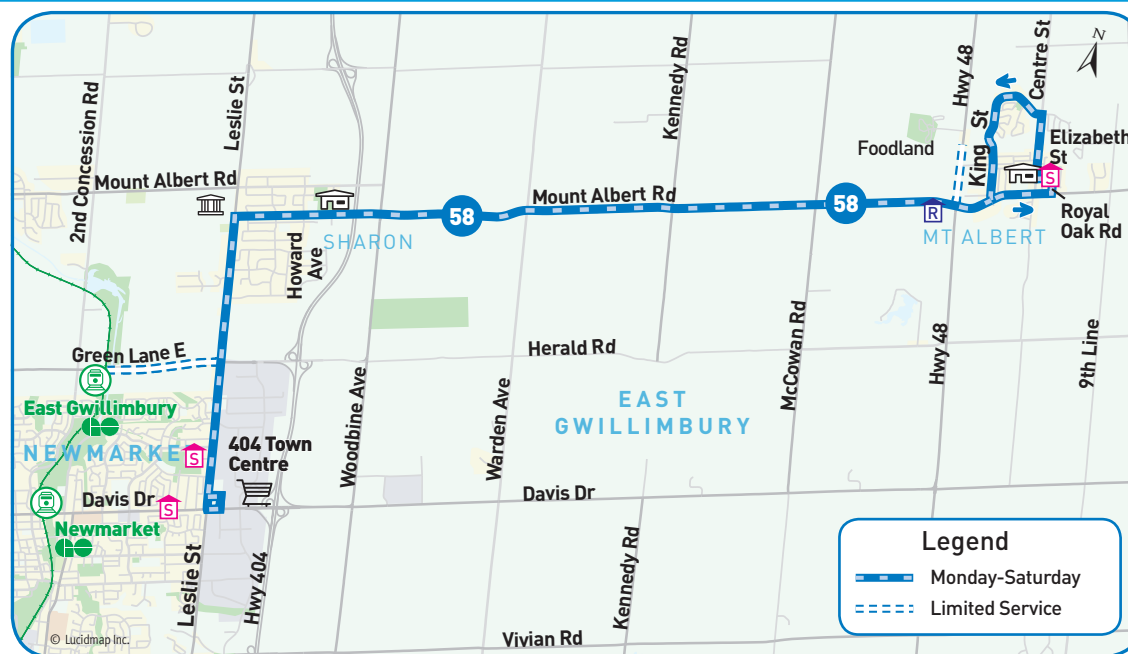 N
2nd Concession Rd
Leslie St
Kennedy Rd
Hwy 48
Centre St
Foodland
King St
Elizabeth
St
Mount Albert Rd
Mount Albert Rd
58
58
S
R
Royal
Oak Rd
SHARON
MT ALBERT
Howard
Ave
Green Lane E
Herald Rd
McCowan Rd
Hwy 48
9th Line
Woodbine Ave
Warden Ave
EAST
GWILLIMBURY
East Gwillimbury
NEWMARKE
S
404 Town
Centre
Davis Dr
S
Davis Dr
Newmarket
Leslie St
Hwy 404
Kennedy Rd
Vivian Rd
Legend
Monday-Saturday
Limited Service
© Lucidmap Inc.